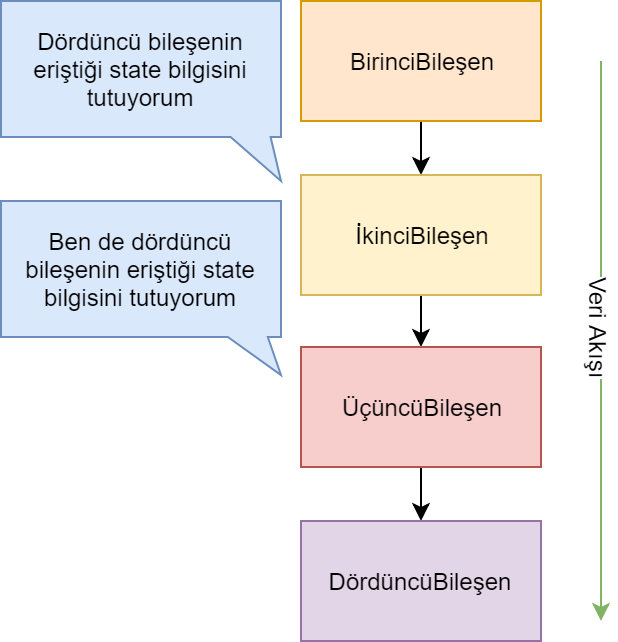 Dördüncü bileşenin
eriştiği state bilgisini
tutuyorum
BirinciBileşen
Ben de dördüncü
bileşenin eriştiği state
bilgisini tutuyorum
İkinciBileşen
ÜçüncüBileşen
DördüncüBileşen
Veri Akışı